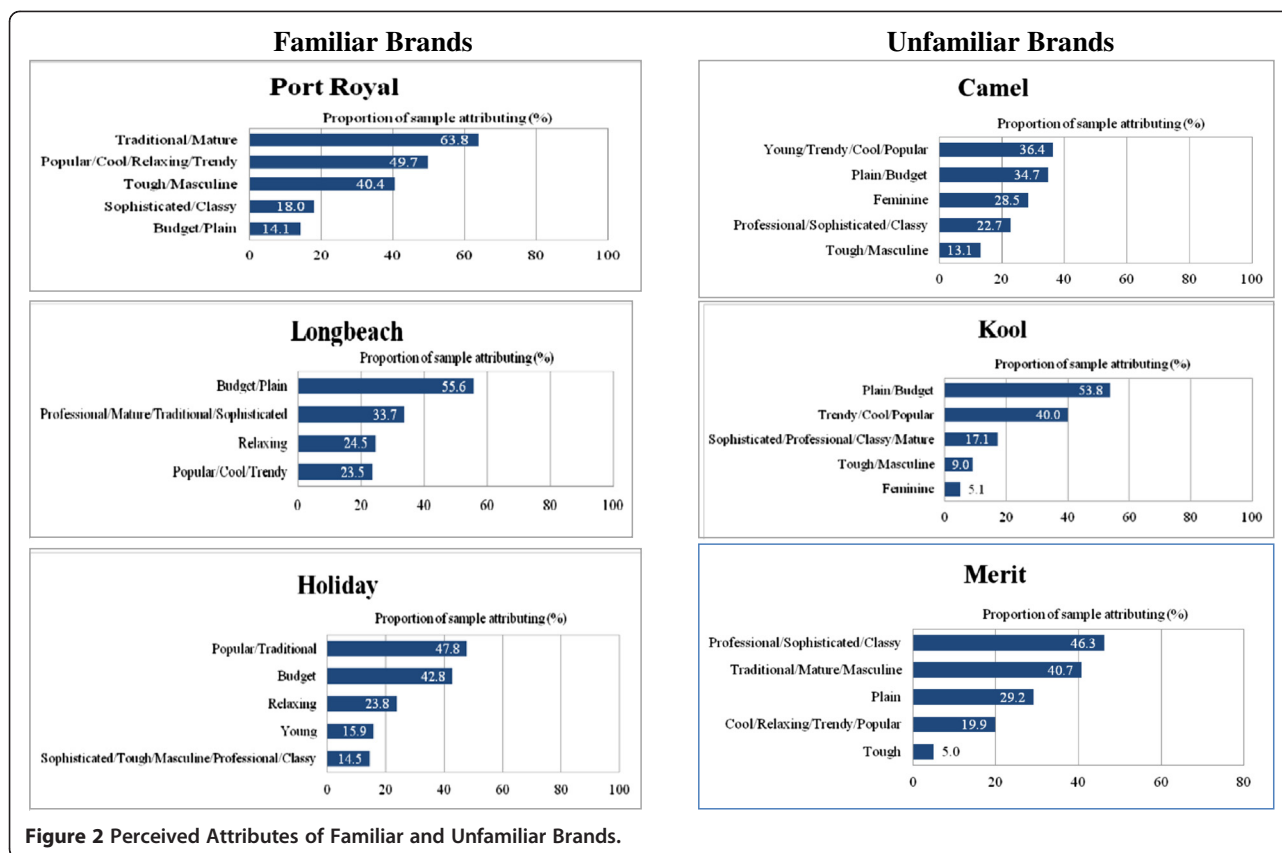 Familiar Brands
Port Royal
Proportion of sample attributing (%)
Traditional/Mature 63.8
Popular/Cool/Relaxing/Trendy 49.7
Tough/Masculine 40.4
Sophisticated/Classy 18.0
Budget/Plain 14.1
0 20 40 60 80 100
Longbeach
Proportion of sample attributing (%)
Budget/Plain 55.6
Professional/Mature/Traditional/Sophisticated 33.7
Relaxing 24.5
Popular/Cool/Trendy 23.5
0 20 40 60 80 100
Holiday
Proportion of sample attributing (%)
Popular/Traditional 47.8
Budget 42.8
Relaxing 23.8
Young 15.9
Sophisticated/Tough/Masculine/Professional/Classy 14.5
0 20 40 60 80 100
Unfamiliar Brands
Camel
Proportion of sample attributing (%)
Young/Trendy/Cool/Popular 36.4
Plain/Budget 34.7
Feminine 28.5
Professional/Sophisticated/Classy 22.7
Tough/Masculine 13.1
0 20 40 60 80 100
Kool
Proportion of sample attributing (%)
Plain/Budget 53.8
Trendy/Cool/Popular 40.0
Sophisticated/Professional/Classy/Mature 17.1
Tough/Masculine 9.0
Feminine 5.1
0 20 40 60 80 100
Merit
Proportion of sample attributing (%)
Professional/Sophisticated/Classy 46.3
Traditional/Mature/Masculine 40.7
Plain 29.2
Cool/Relaxing/Trendy/Popular 19.9
Tough 5.0
0 20 40 60 80
Figure 2 Perceived Attributes of Familiar and Unfamiliar Brands.